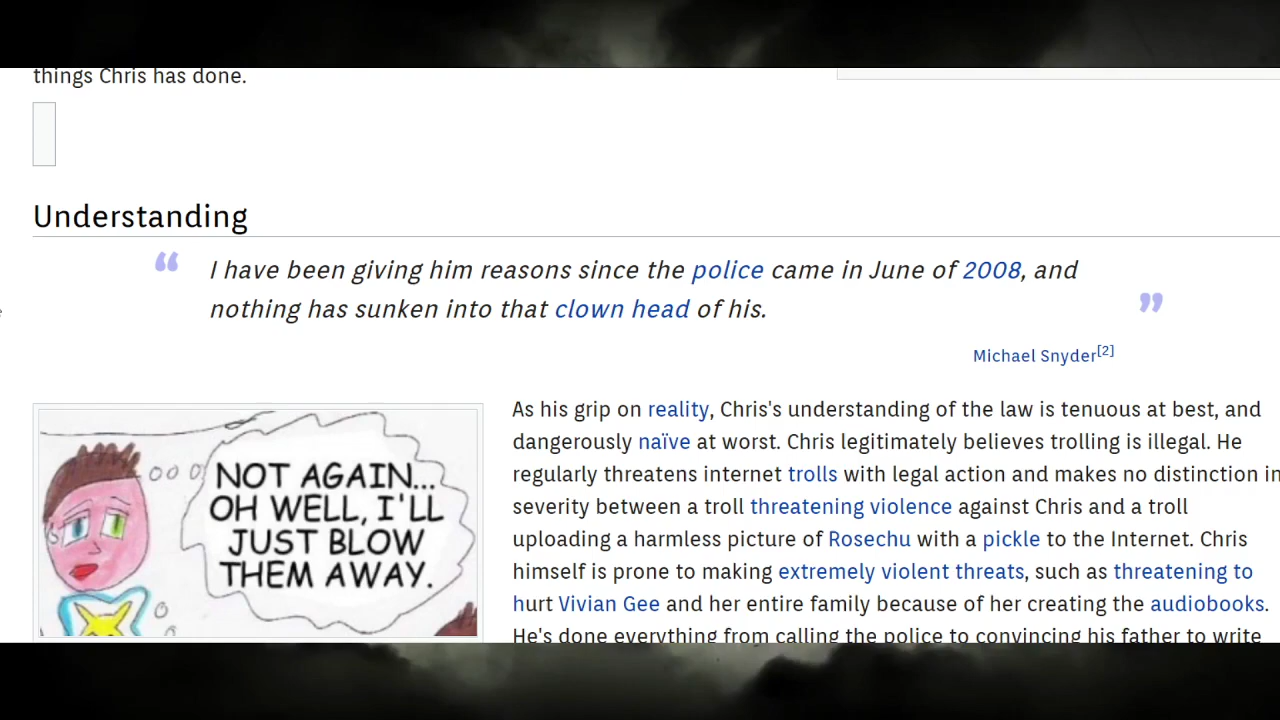 things Chris has done.
Understanding
“ I have been giving him reasons since the police came in June of 2008, and
nothing has sunken into that clown head of his. ”
Michael Snyder[2]
NOT AGAIN...
OH WELL, I'LL
JUST BLOW
THEM AWAY.
As his grip on reality, Chris's understanding of the law is tenuous at best, and
dangerously naïve at worst. Chris legitimately believes trolling is illegal. He
regularly threatens internet trolls with legal action and makes no distinction in
severity between a troll threatening violence against Chris and a troll
uploading a harmless picture of Rosechu with a pickle to the Internet. Chris
himself is prone to making extremely violent threats, such as threatening to
hurt Vivian Gee and her entire family because of her creating the audiobooks.
He's done everything from calling the police to convincing his father to write